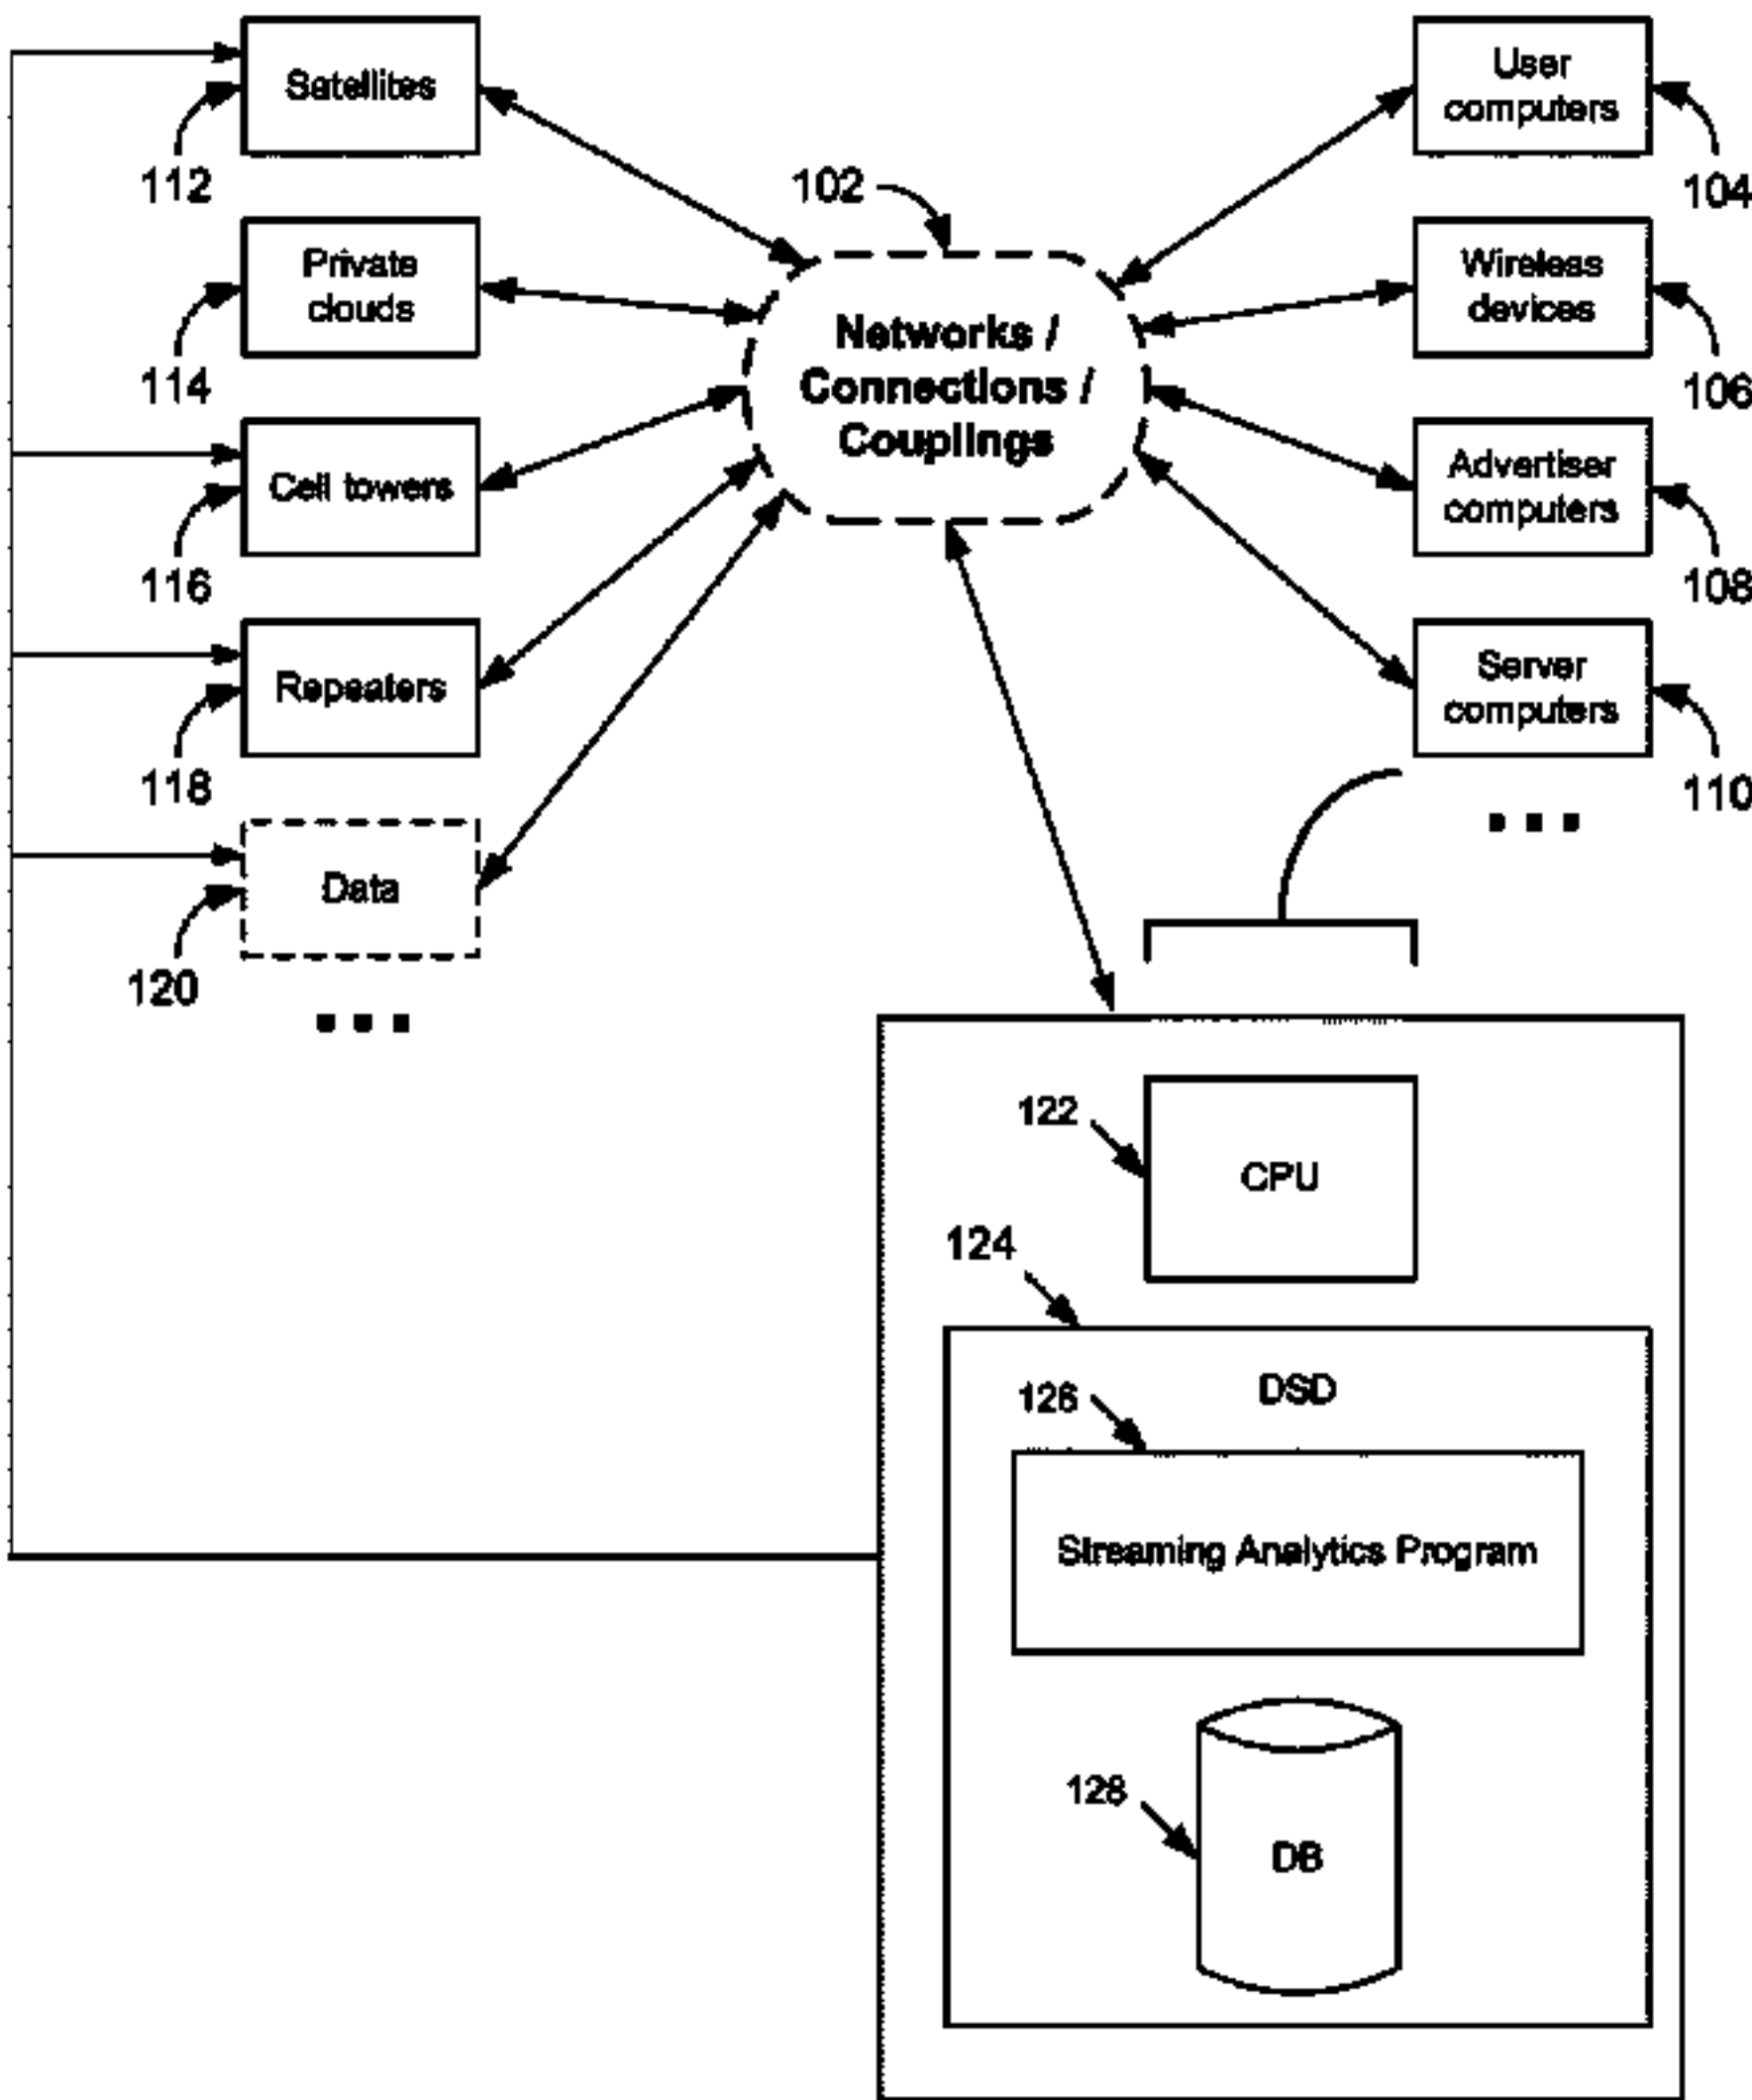 Satellites
112
Private
clouds
114
Cell towers
116
Repeaters
118
Data
120
...
102
Networks /
Connections /
Couplings
User
computers
104
Wireless
devices
106
Advertiser
computers
108
Server
computers
110
...
122
CPU
124
DSD
126
Streaming Analytics Program
128
DB